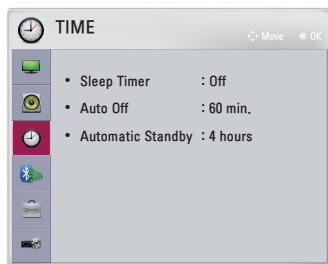 TIME
Move OK
• Sleep Timer : Off
• Auto Off : 60 min.
• Automatic Standby : 4 hours